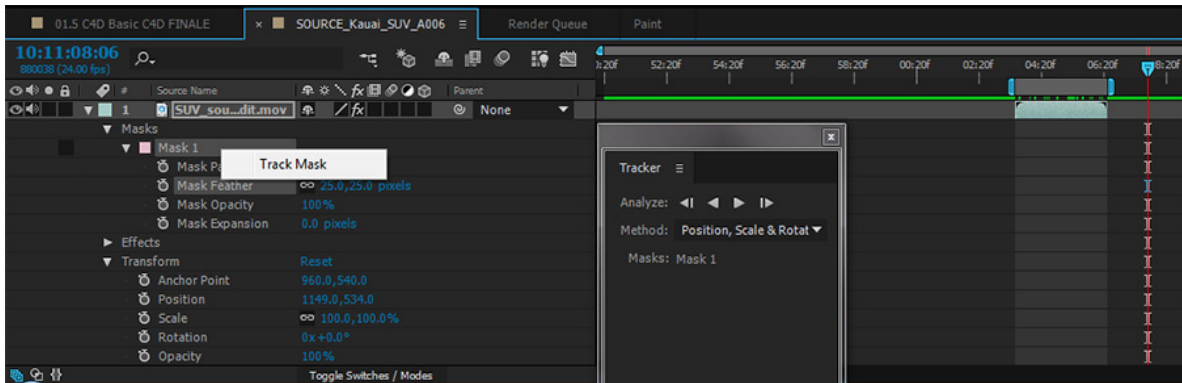 01.5 C4D Basic C4D FINALE
SOURCE_Kauai_SUV_A006
Render Queue
Paint
10:11:08:06
880038 (24.00 fps)
52:20f 54:20f 56:20f 58:20f 00:20f 02:20f 04:20f 06:20f
# Source Name Parent
1 SUV_sou...dit.mov fx None
Masks
Mask 1
Track Mask
Mask Feather 25.0,25.0 pixels
Mask Opacity 100%
Mask Expansion 0.0 pixels
Effects
Transform Reset
Anchor Point 960.0,540.0
Position 1149.0,534.0
Scale 100.0,100.0%
Rotation 0x+0.0°
Opacity 100%
Toggle Switches / Modes
Tracker
Analyze:
Method: Position, Scale & Rotat
Masks: Mask 1